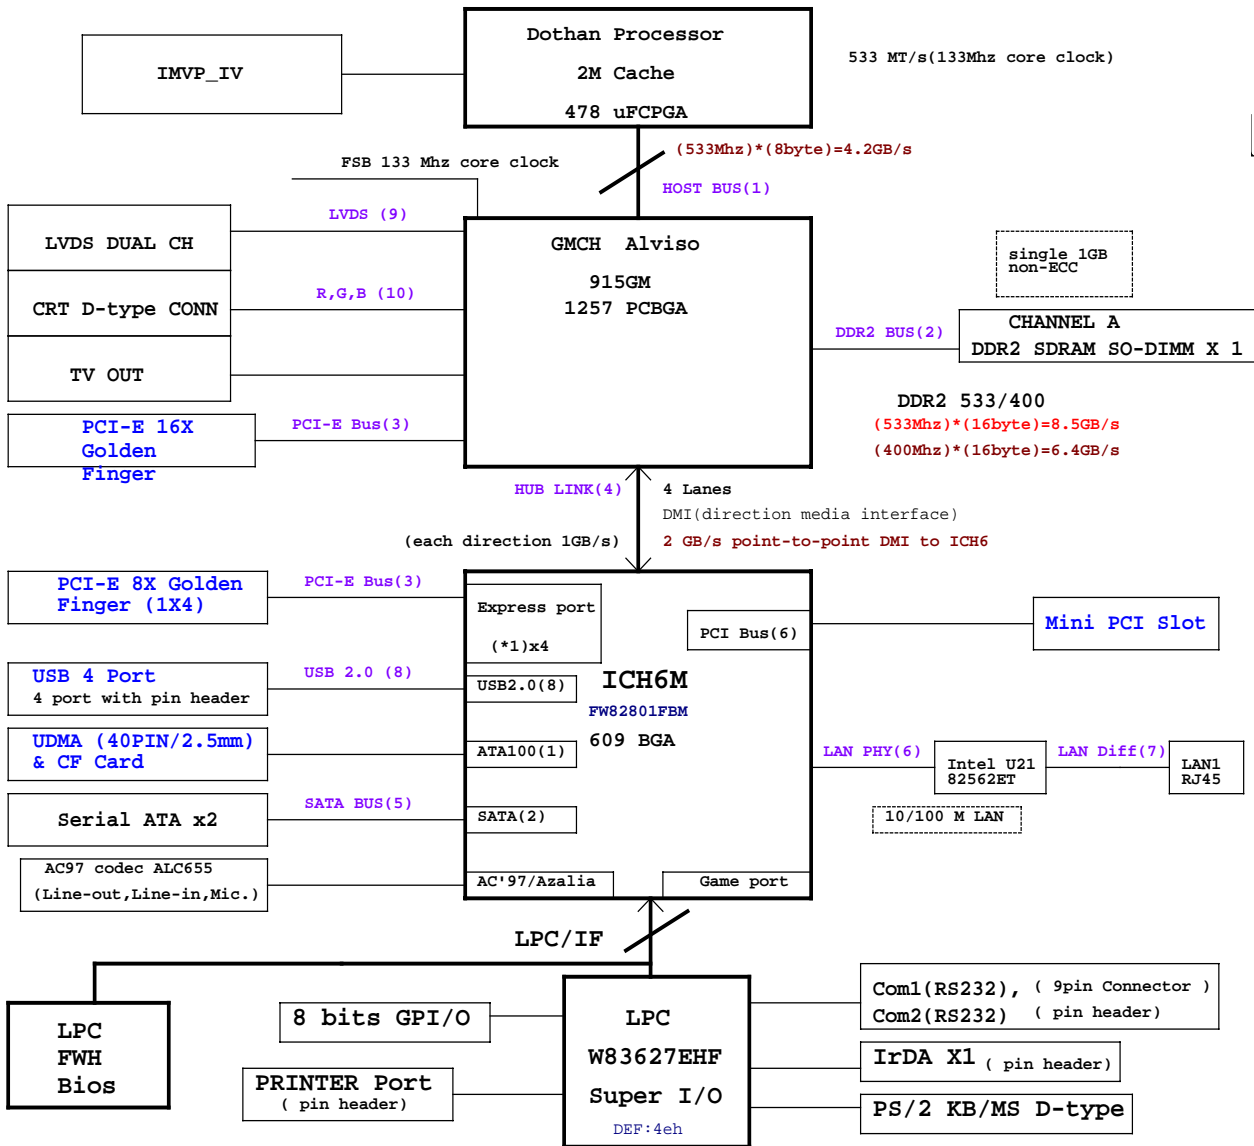 Dothan Processor
2M Cache
478 uFCPGA
IMVP_IV
533 MT/s(133Mhz core clock)
(533Mhz)*(8byte)=4.2GB/s
FSB 133 Mhz core clock
HOST BUS(1)
LVDS (9)
LVDS DUAL CH
GMCH Alviso
915GM
1257 PCBGA
single 1GB
non-ECC
R,G,B (10)
CRT D-type CONN
DDR2 BUS(2)
CHANNEL A
DDR2 SDRAM SO-DIMM X 1
TV OUT
DDR2 533/400
(533Mhz)*(16byte)=8.5GB/s
(400Mhz)*(16byte)=6.4GB/s
PCI-E 16X
Golden
Finger
PCI-E Bus(3)
HUB LINK(4)
4 Lanes
DMI(direction media interface)
(each direction 1GB/s)
2 GB/s point-to-point DMI to ICH6
PCI-E 8X Golden
Finger (1X4)
PCI-E Bus(3)
Express port
(*1)x4
PCI Bus(6)
Mini PCI Slot
USB 4 Port
4 port with pin header
USB 2.0 (8)
USB2.0(8)
ICH6M
FW82801FBM
609 BGA
UDMA (40PIN/2.5mm)
& CF Card
ATA100(1)
LAN PHY(6)
Intel U21
82562ET
LAN Diff(7)
LAN1
RJ45
10/100 M LAN
Serial ATA x2
SATA BUS(5)
SATA(2)
AC97 codec ALC655
(Line-out,Line-in,Mic.)
AC'97/Azalia
Game port
LPC/IF
LPC
FWH
Bios
8 bits GPI/O
PRINTER Port
( pin header)
LPC
W83627EHF
Super I/O
DEF:4eh
Com1(RS232), ( 9pin Connector )
Com2(RS232) ( pin header)
IrDA X1 ( pin header)
PS/2 KB/MS D-type